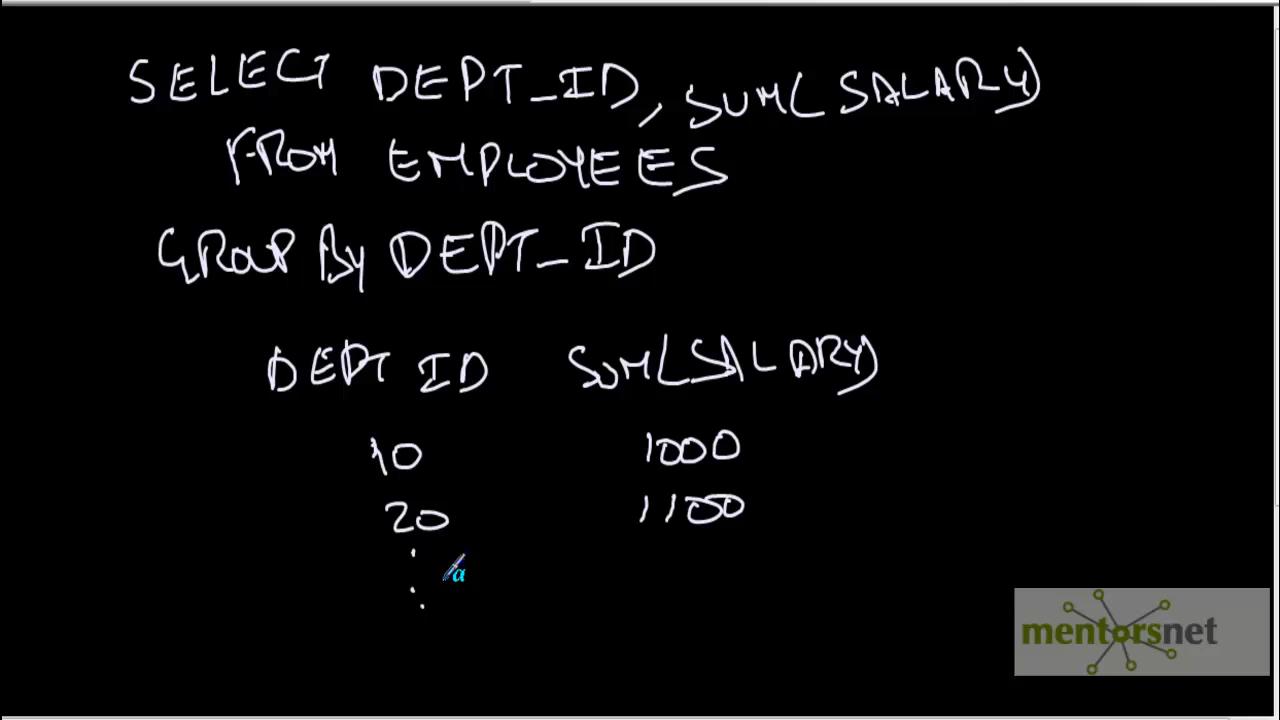 SELECT DEPT_ID, SUM(SALARY)
FROM EMPLOYEES
GROUP BY DEPT_ID
DEPT ID SUM(SALARY)
10 1000
20 1100
mentorsnet